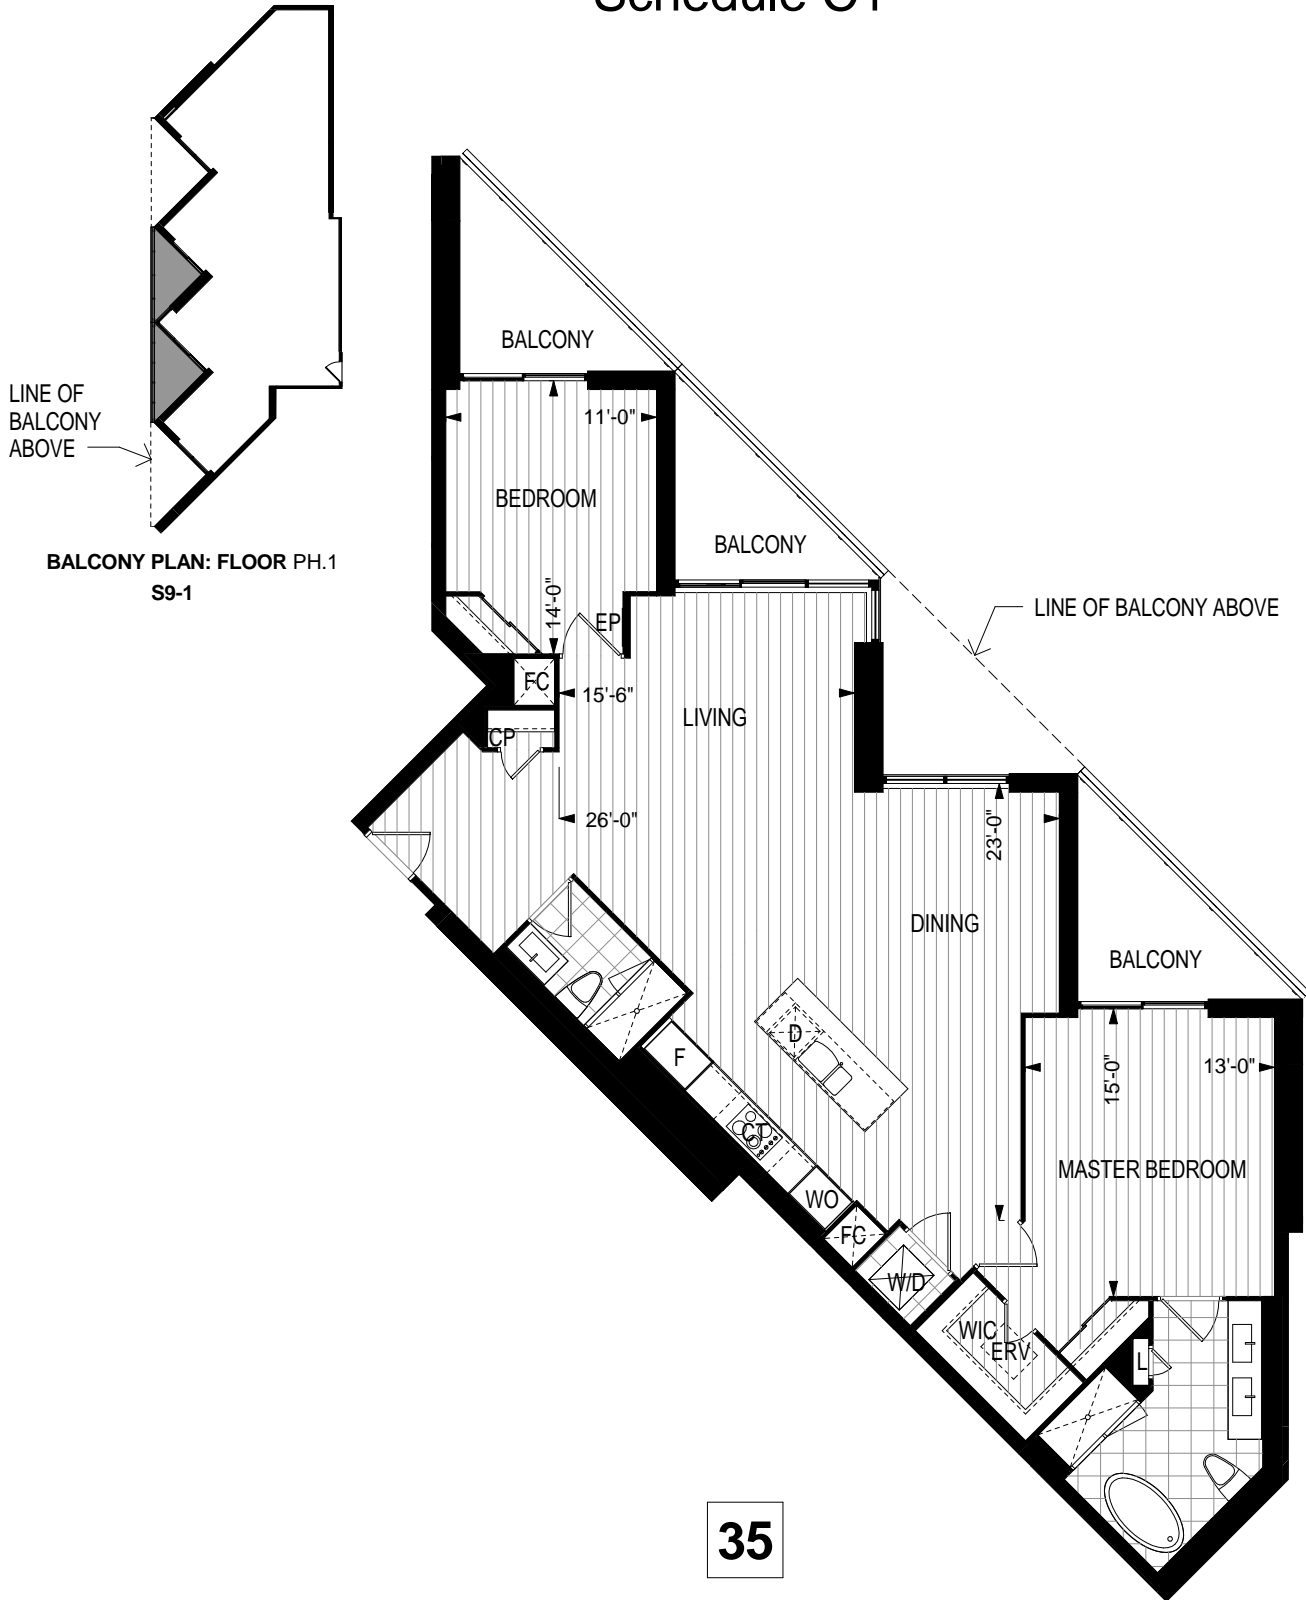 LINE OF
BALCONY
ABOVE
BALCONY PLAN: FLOOR PH.1
S9-1
BALCONY
11'-0"
BEDROOM
14'-0"
EP
BALCONY
LINE OF BALCONY ABOVE
FC
15'-6"
LIVING
CP
26'-0"
23'-0"
DINING
BALCONY
D
F
15'-0"
13'-0"
CT
MASTER BEDROOM
WO
FC
W/D
WIC
ERV
L
35